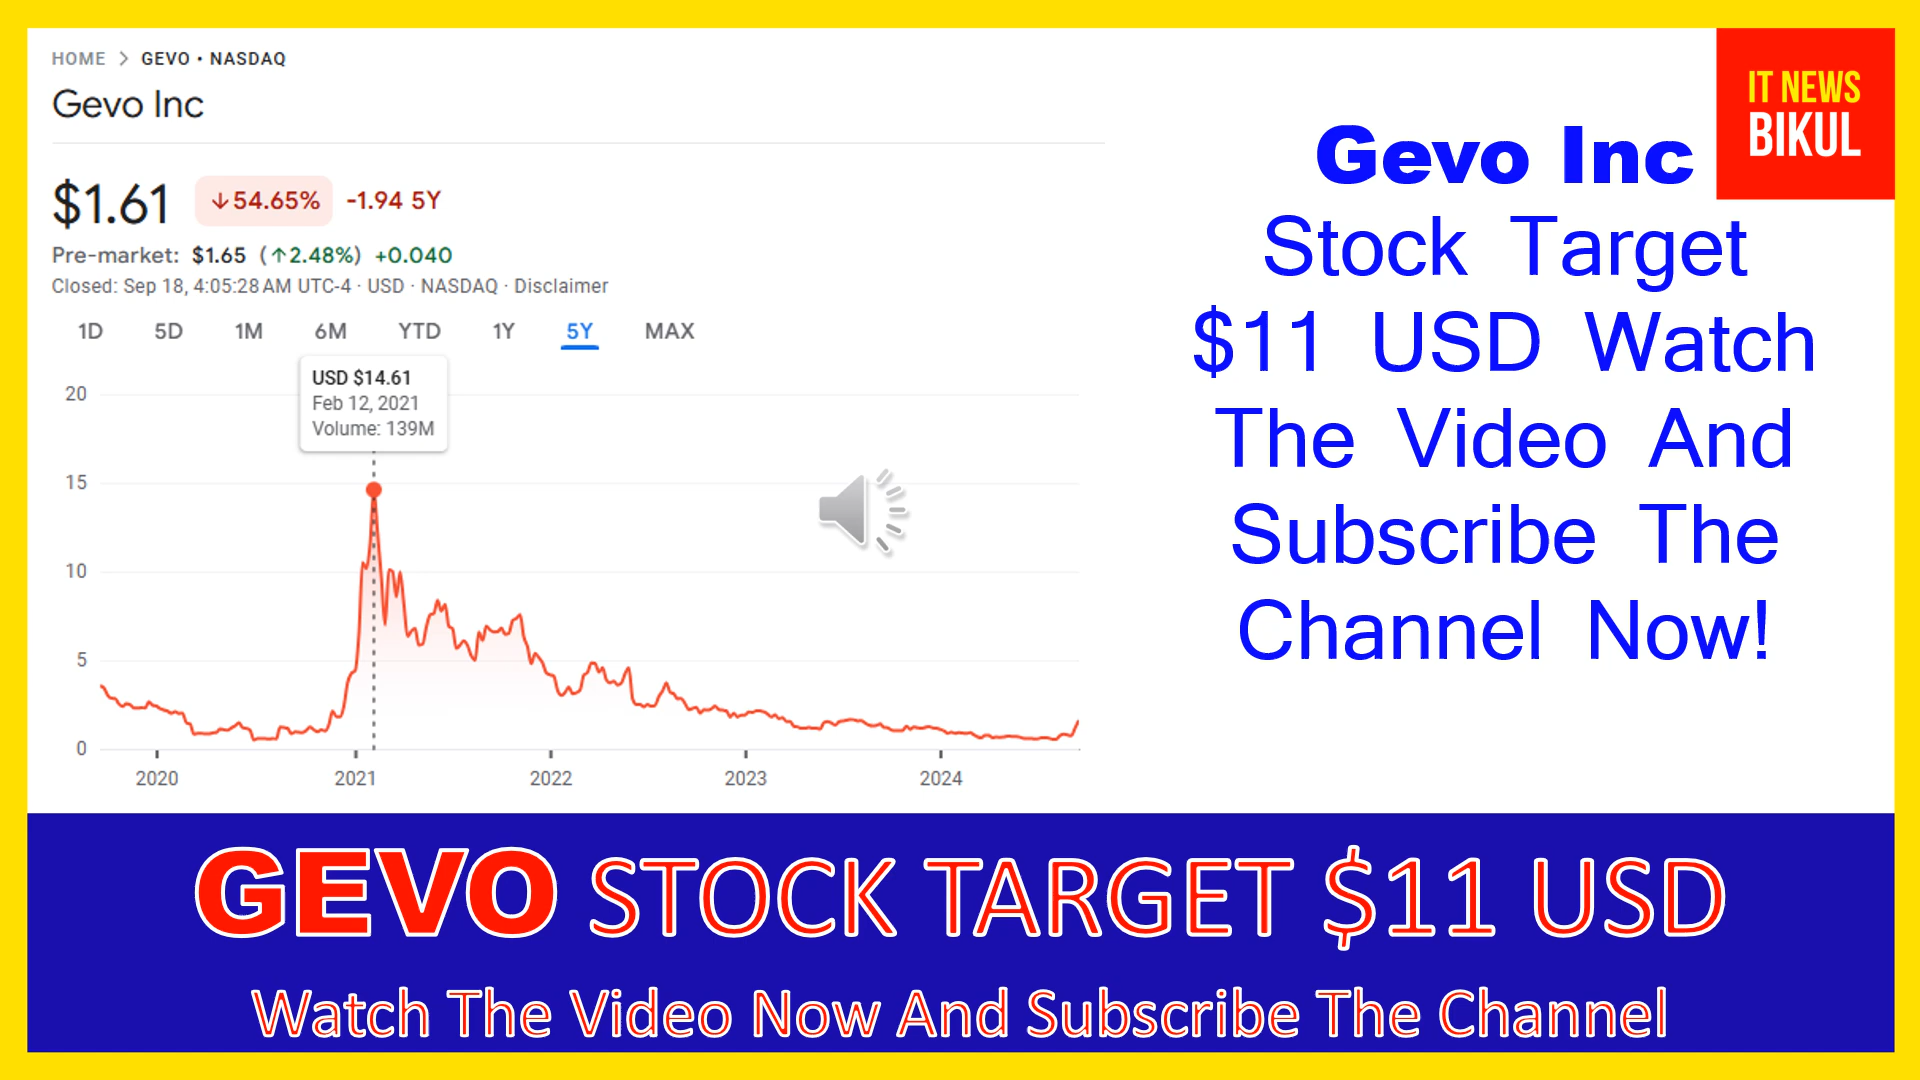 HOME > GEVO • NASDAQ
Gevo Inc
$1.61 ↓54.65% -1.94 5Y
Pre-market: $1.65 (↑2.48%) +0.040
Closed: Sep 18, 4:05:28 AM UTC-4 · USD · NASDAQ · Disclaimer
1D 5D 1M 6M YTD 1Y 5Y MAX
USD $14.61
Feb 12, 2021
Volume: 139M
20
15
10
5
0
2020 2021 2022 2023 2024
IT NEWS
BIKUL
Gevo Inc
Stock Target
$11 USD Watch
The Video And
Subscribe The
Channel Now!
GEVO STOCK TARGET $11 USD
Watch The Video Now And Subscribe The Channel